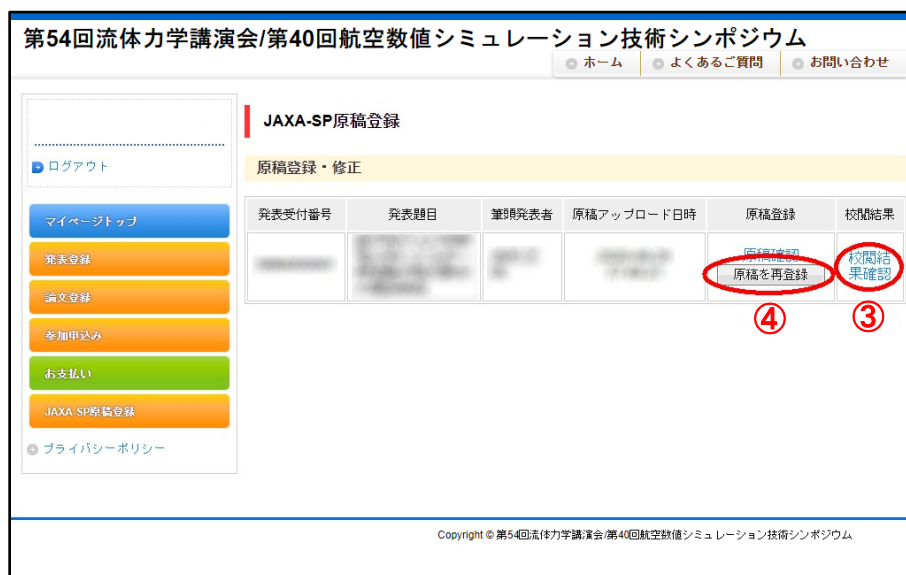 第54回流体力学講演会/第40回航空数値シミュレーション技術シンポジウム
ホーム
よくあるご質問
お問い合わせ
ログアウト
マイページトップ
発表登録
論文登録
参加申込み
お支払い
JAXA-SP原稿登録
プライバシーポリシー
JAXA-SP原稿登録
原稿登録・修正
発表受付番号
発表題目
筆頭発表者
原稿アップロード日時
原稿登録
校閲結果
原稿確認
原稿を再登録
校閲結
果確認
④
③
Copyright © 第54回流体力学講演会/第40回航空数値シミュレーション技術シンポジウム